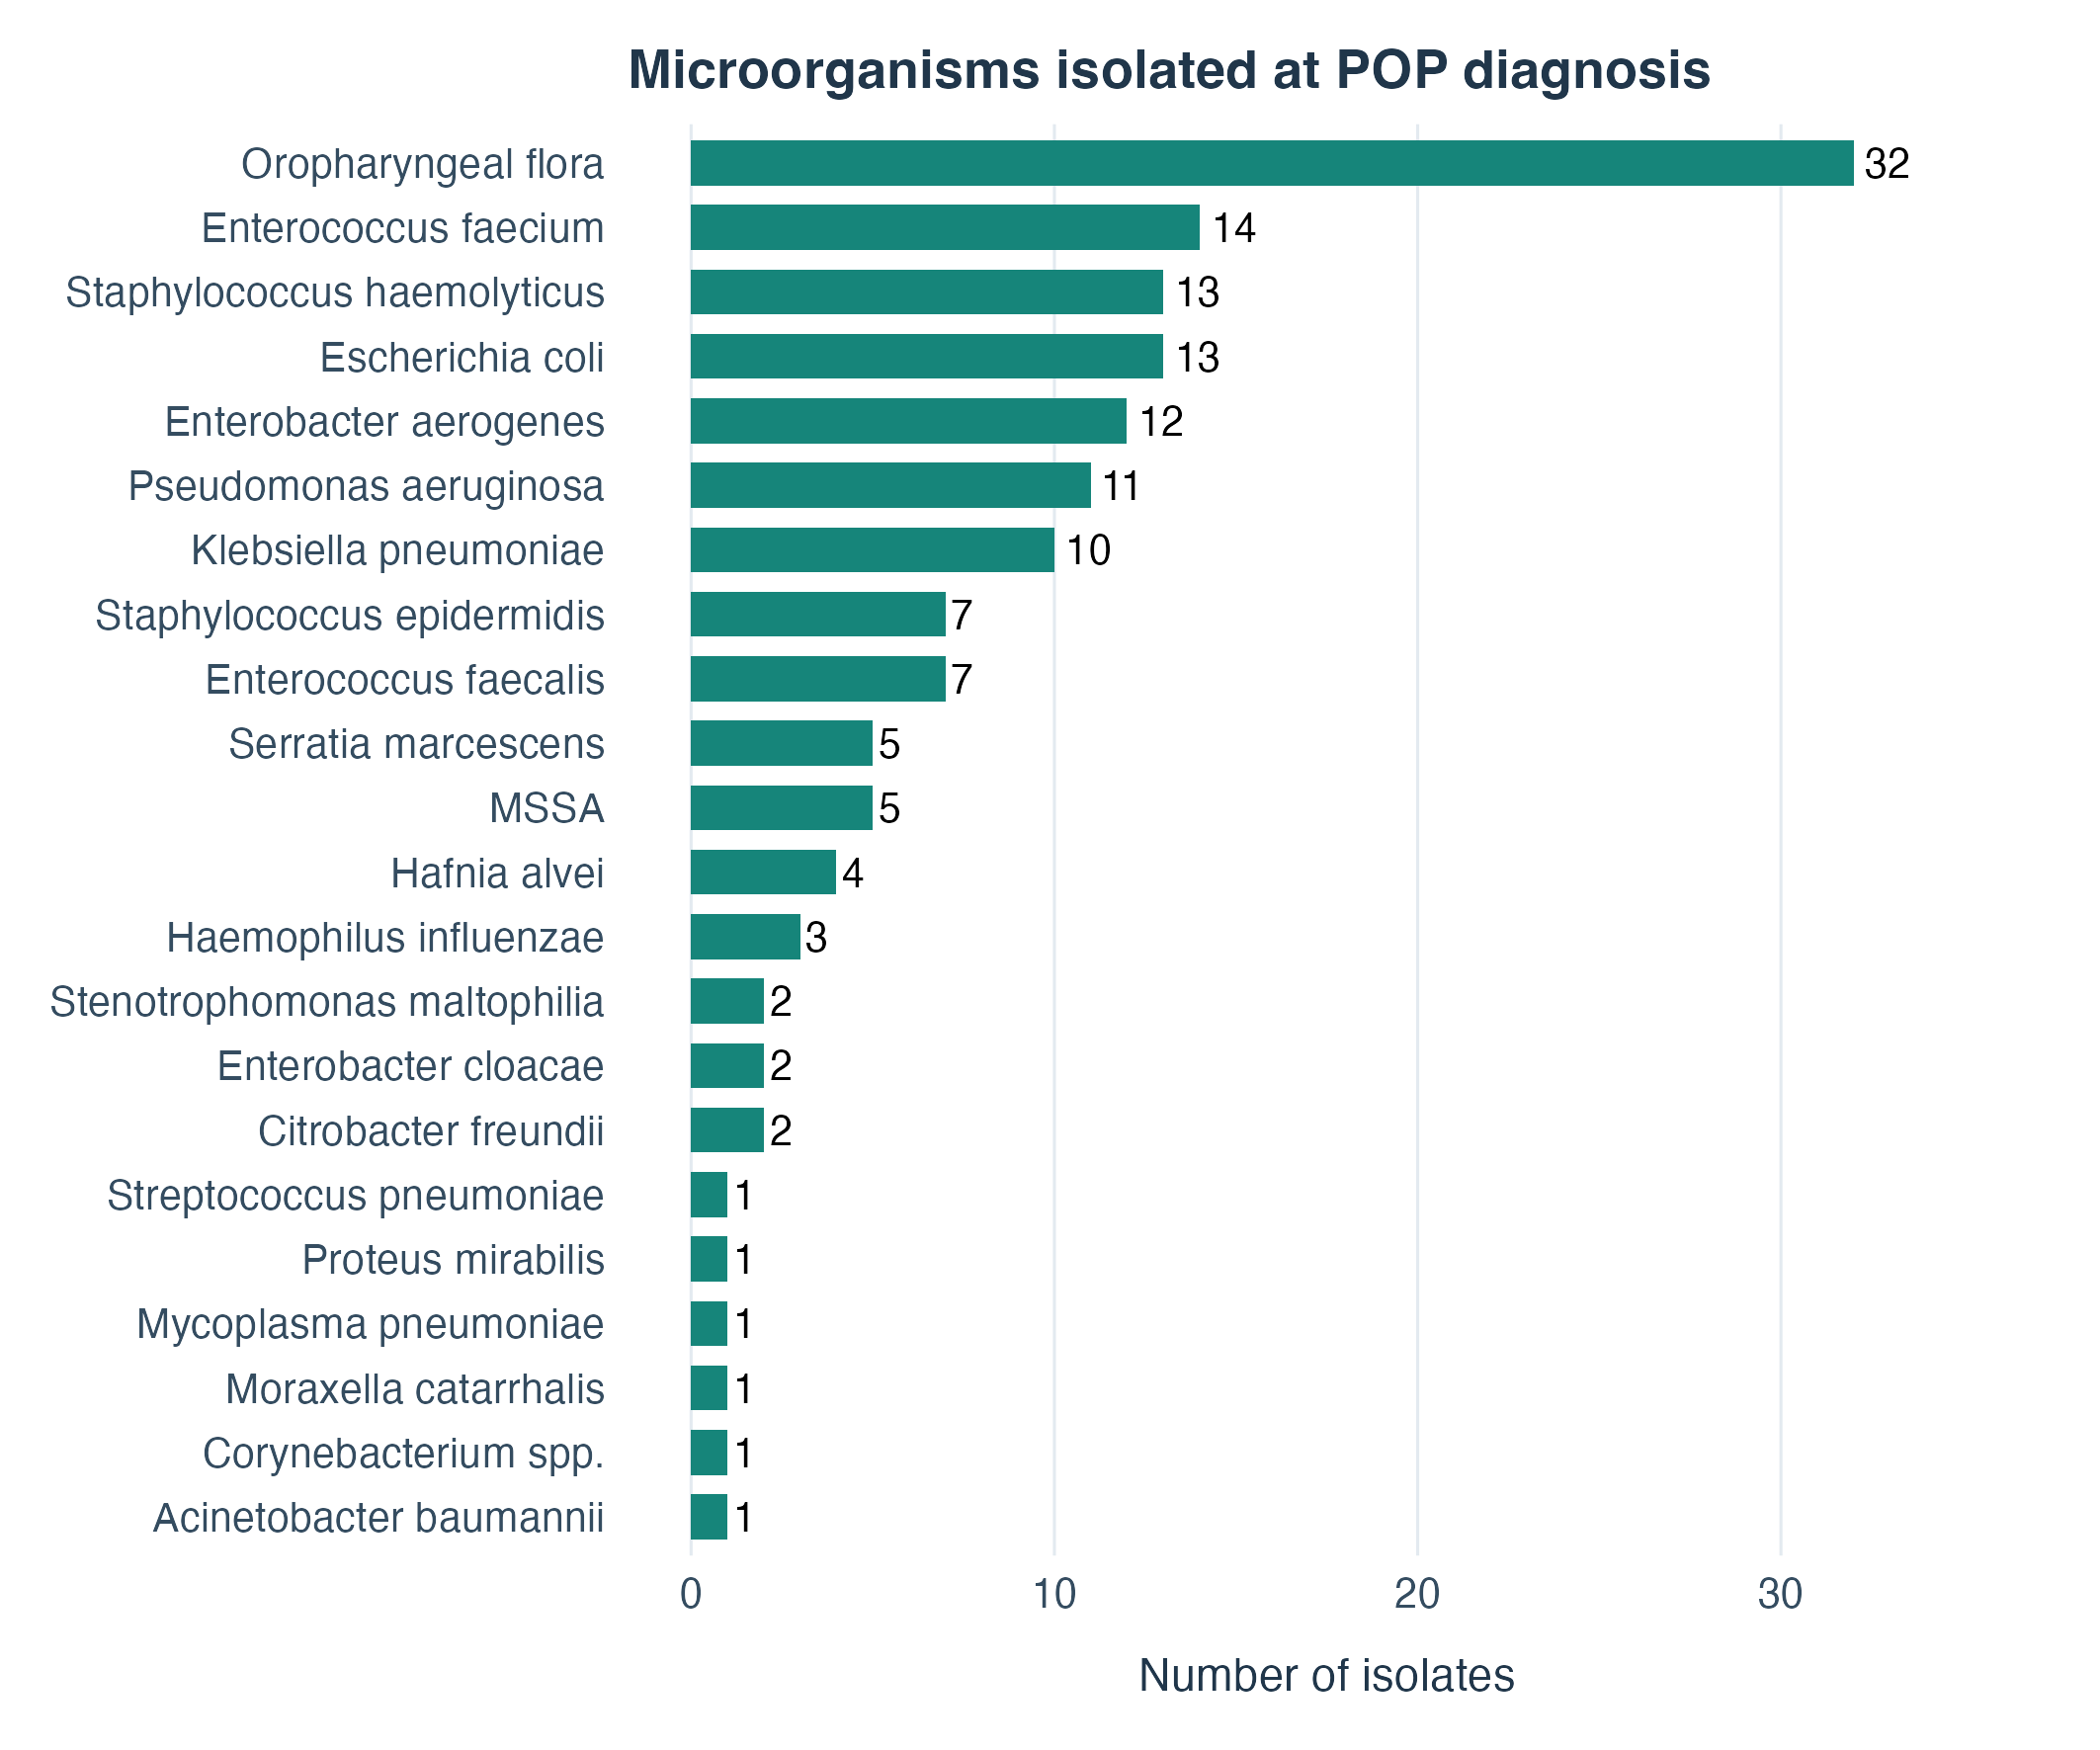 Microorganisms isolated at POP diagnosis
Oropharyngeal flora 32
Enterococcus faecium 14
Staphylococcus haemolyticus 13
Escherichia coli 13
Enterobacter aerogenes 12
Pseudomonas aeruginosa 11
Klebsiella pneumoniae 10
Staphylococcus epidermidis 7
Enterococcus faecalis 7
Serratia marcescens 5
MSSA 5
Hafnia alvei 4
Haemophilus influenzae 3
Stenotrophomonas maltophilia 2
Enterobacter cloacae 2
Citrobacter freundii 2
Streptococcus pneumoniae 1
Proteus mirabilis 1
Mycoplasma pneumoniae 1
Moraxella catarrhalis 1
Corynebacterium spp. 1
Acinetobacter baumannii 1
0 10 20 30
Number of isolates